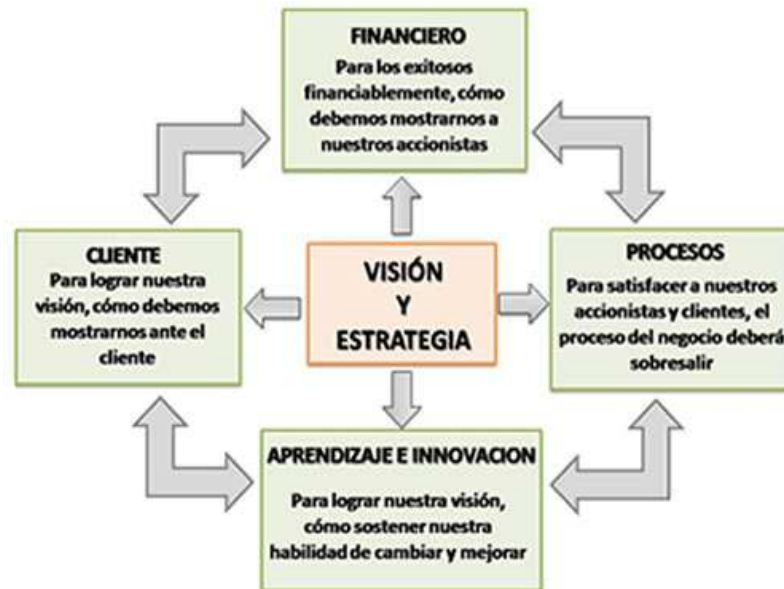 FINANCIERO
Para los exitosos
financiablemente, cómo
debemos mostrarnos a
nuestros accionistas
CLIENTE
Para lograr nuestra
visión, cómo debemos
mostrarnos ante el
cliente
VISIÓN
Y
ESTRATEGIA
PROCESOS
Para satisfacer a nuestros
accionistas y clientes, el
proceso del negocio deberá
sobresalir
APRENDIZAJE E INNOVACION
Para lograr nuestra visión,
cómo sostener nuestra
habilidad de cambiar y mejorar